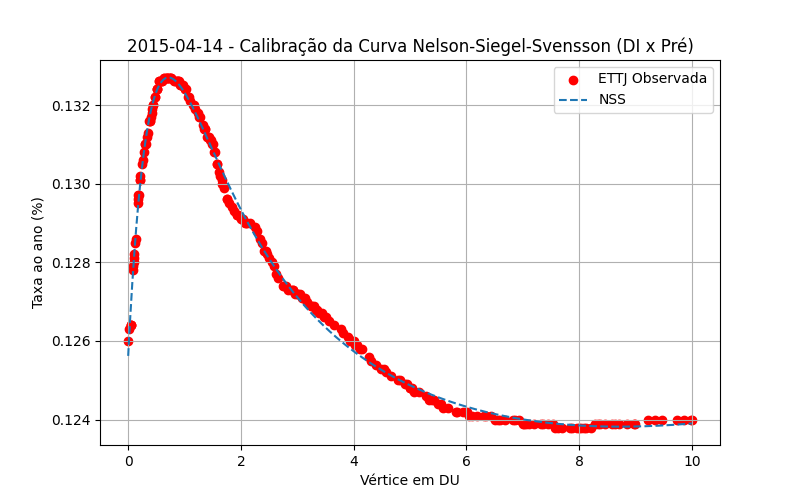 2015-04-14 - Calibração da Curva Nelson-Siegel-Svensson (DI x Pré)
ETTJ Observada
NSS
Taxa ao ano (%)
0.132
0.130
0.128
0.126
0.124
0 2 4 6 8 10
Vértice em DU